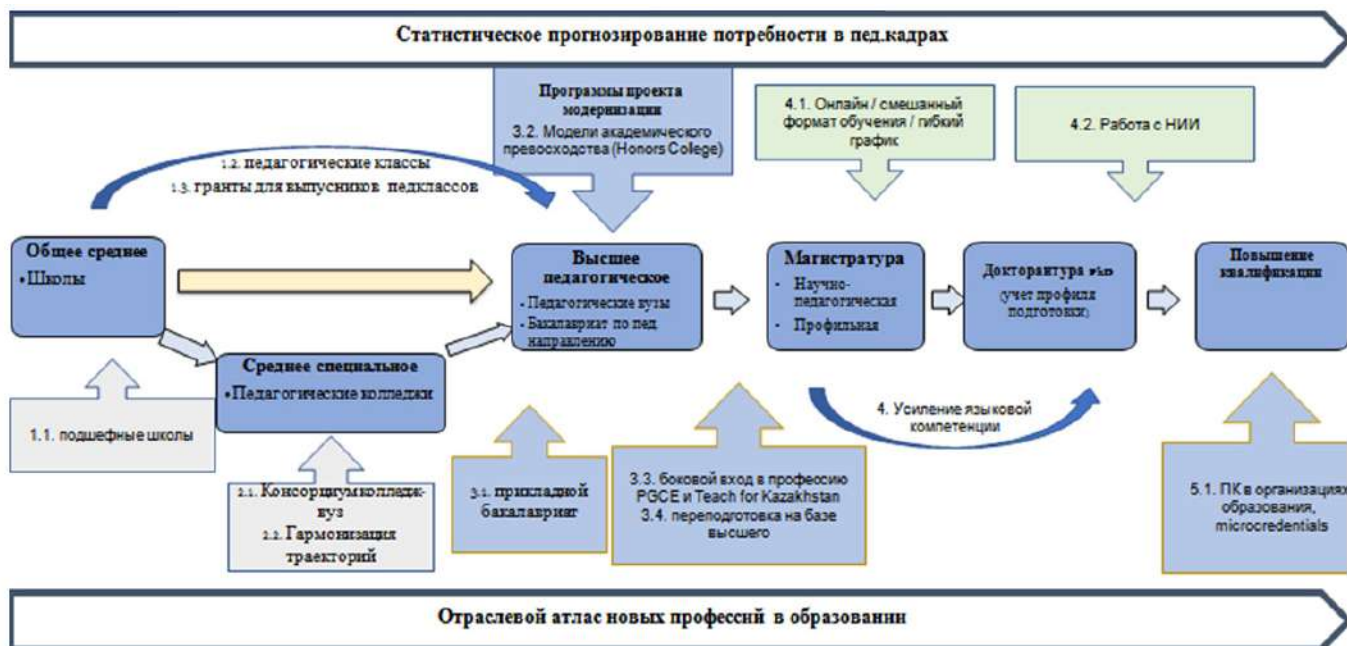 Статистическое прогнозирование потребности в пед.кадрах
Программы проекта
модернизации
3.2. Модели академического
превосходства (Honors College)
4.1. Онлайн / смешанный
формат обучения / гибкий
график
4.2. Работа с НИИ
1.2. педагогические классы
1.3. гранты для выпусников педклассов
Общее среднее
•Школы
Высшее
педагогическое
- Педагогические вузы
- Бакалавриат по пед.
направлению
Магистратура
- Научно-
педагогическая
- Профильная
Докторантура PhD
(учет профиля
подготовки)
Повышение
квалификации
Среднее специальное
•Педагогические колледжи
1.1. подшефные школы
4. Усиление языковой
компетенции
2.1. Консорциум колледж-
вуз
2.2. Гармонизация
траекторий
3.1. прикладной
бакалавриат
3.3. боковой вход в профессию
PGCE и Teach for Kazakhstan
3.4. переподготовка на базе
высшего
5.1. ПК в организациях
образования,
microcredentials
Отраслевой атлас новых профессий в образовании